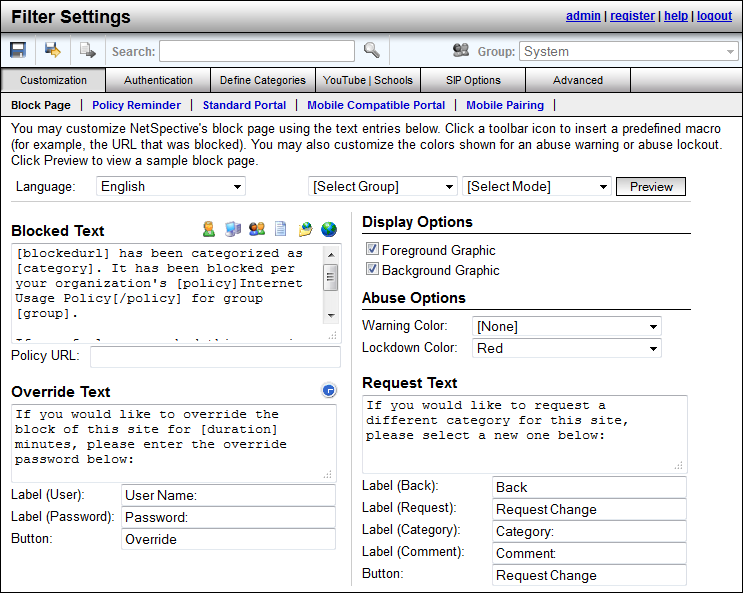 Filter Settings
admin | register | help | logout
Search:
Group: System
Customization
Authentication
Define Categories
YouTube | Schools
SIP Options
Advanced
Block Page | Policy Reminder | Standard Portal | Mobile Compatible Portal | Mobile Pairing |
You may customize NetSpective's block page using the text entries below. Click a toolbar icon to insert a predefined macro
(for example, the URL that was blocked). You may also customize the colors shown for an abuse warning or abuse lockout.
Click Preview to view a sample block page.
Language: English [Select Group] [Select Mode] Preview
Blocked Text
[blockedurl] has been categorized as
[category]. It has been blocked per
your organization's [policy]Internet
Usage Policy[/policy] for group
[group].
Policy URL:
Override Text
If you would like to override the
block of this site for [duration]
minutes, please enter the override
password below:
Label (User): User Name:
Label (Password): Password:
Button: Override
Display Options
Foreground Graphic
Background Graphic
Abuse Options
Warning Color: [None]
Lockdown Color: Red
Request Text
If you would like to request a
different category for this site,
please select a new one below:
Label (Back): Back
Label (Request): Request Change
Label (Category): Category:
Label (Comment): Comment:
Button: Request Change